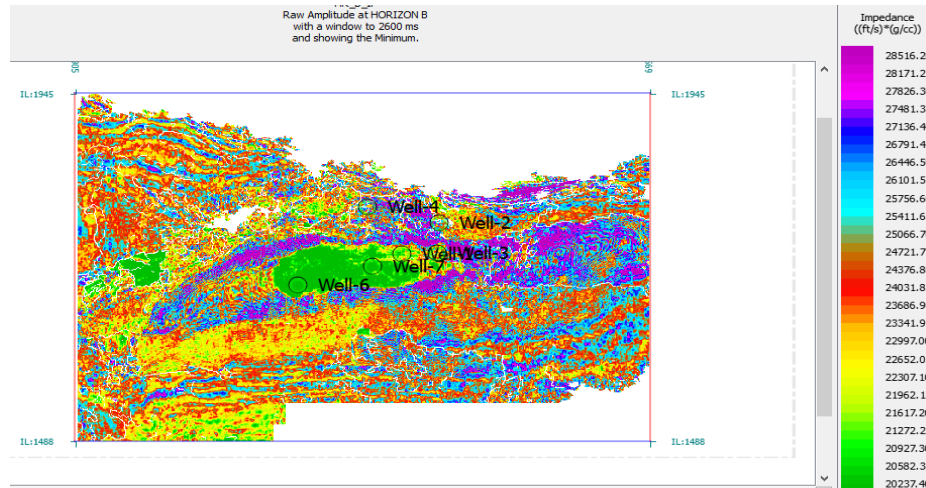 Raw Amplitude at HORIZON B
with a window to 2600 ms
and showing the Minimum.
Impedance
((ft/s)*(g/cc))
IL:1945
IL:1945
Well-4
Well-2
Well-3
Well-7
Well-6
IL:1488
IL:1488
28516.2
28171.2
27826.3
27481.3
27136.4
26791.4
26446.5
26101.5
25756.6
25411.6
25066.7
24721.7
24376.8
24031.8
23686.9
23341.9
22997.0
22652.0
22307.1
21962.1
21617.2
21272.2
20927.3
20582.3
20237.4